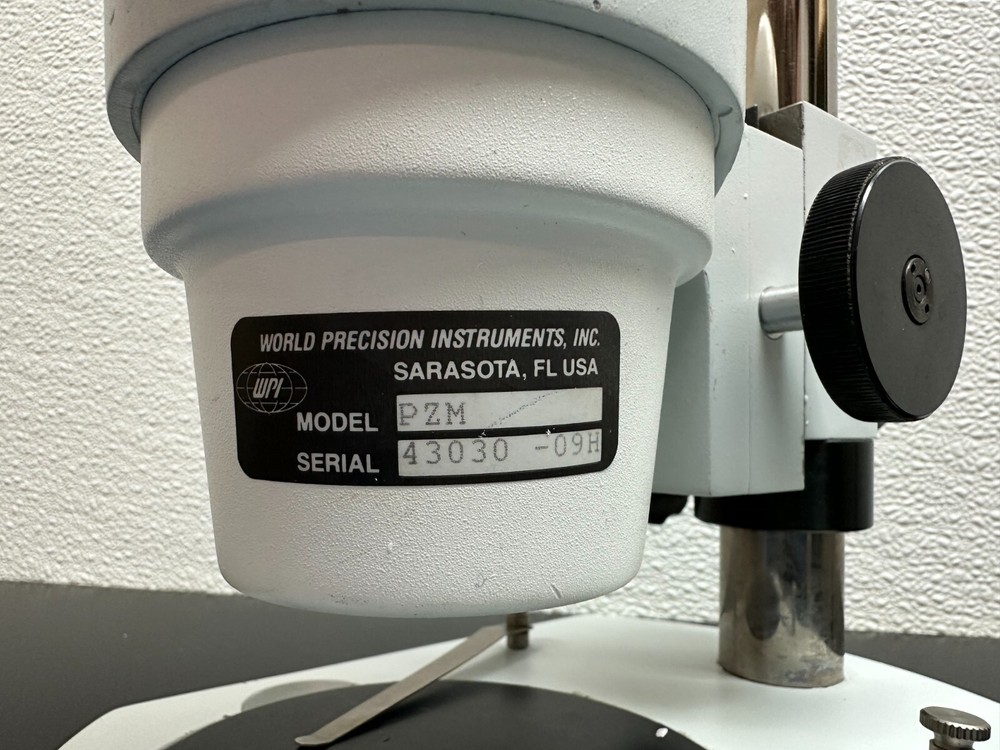 WORLD PRECISION INSTRUMENTS, INC.
SARASOTA, FL USA
WPI
MODEL PZM
SERIAL 43030 -09H